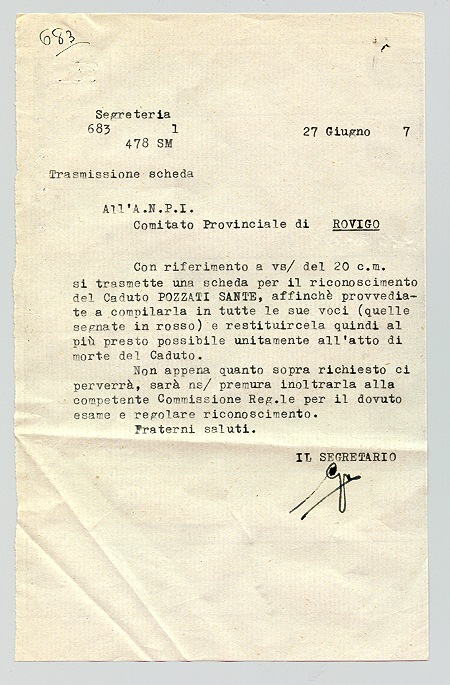 683
Segreteria
683 1
478 SM
27 Giugno 7
Trasmissione scheda
All'A.N.P.I.
Comitato Provinciale di ROVIGO
Con riferimento a vs/ del 20 c.m.
si trasmette una scheda per il riconoscimento
del Caduto POZZATI SANTE, affinchè provvedia-
te a compilarla in tutte le sue voci (quelle
segnate in rosso) e restituircela quindi al
più presto possibile unitamente all'atto di
morte del Caduto.
Non appena quanto sopra richiesto ci
perverrà, sarà ns/ premura inoltrarla alla
competente Commissione Reg.le per il dovuto
esame e regolare riconoscimento.
Fraterni saluti.
IL SEGRETARIO